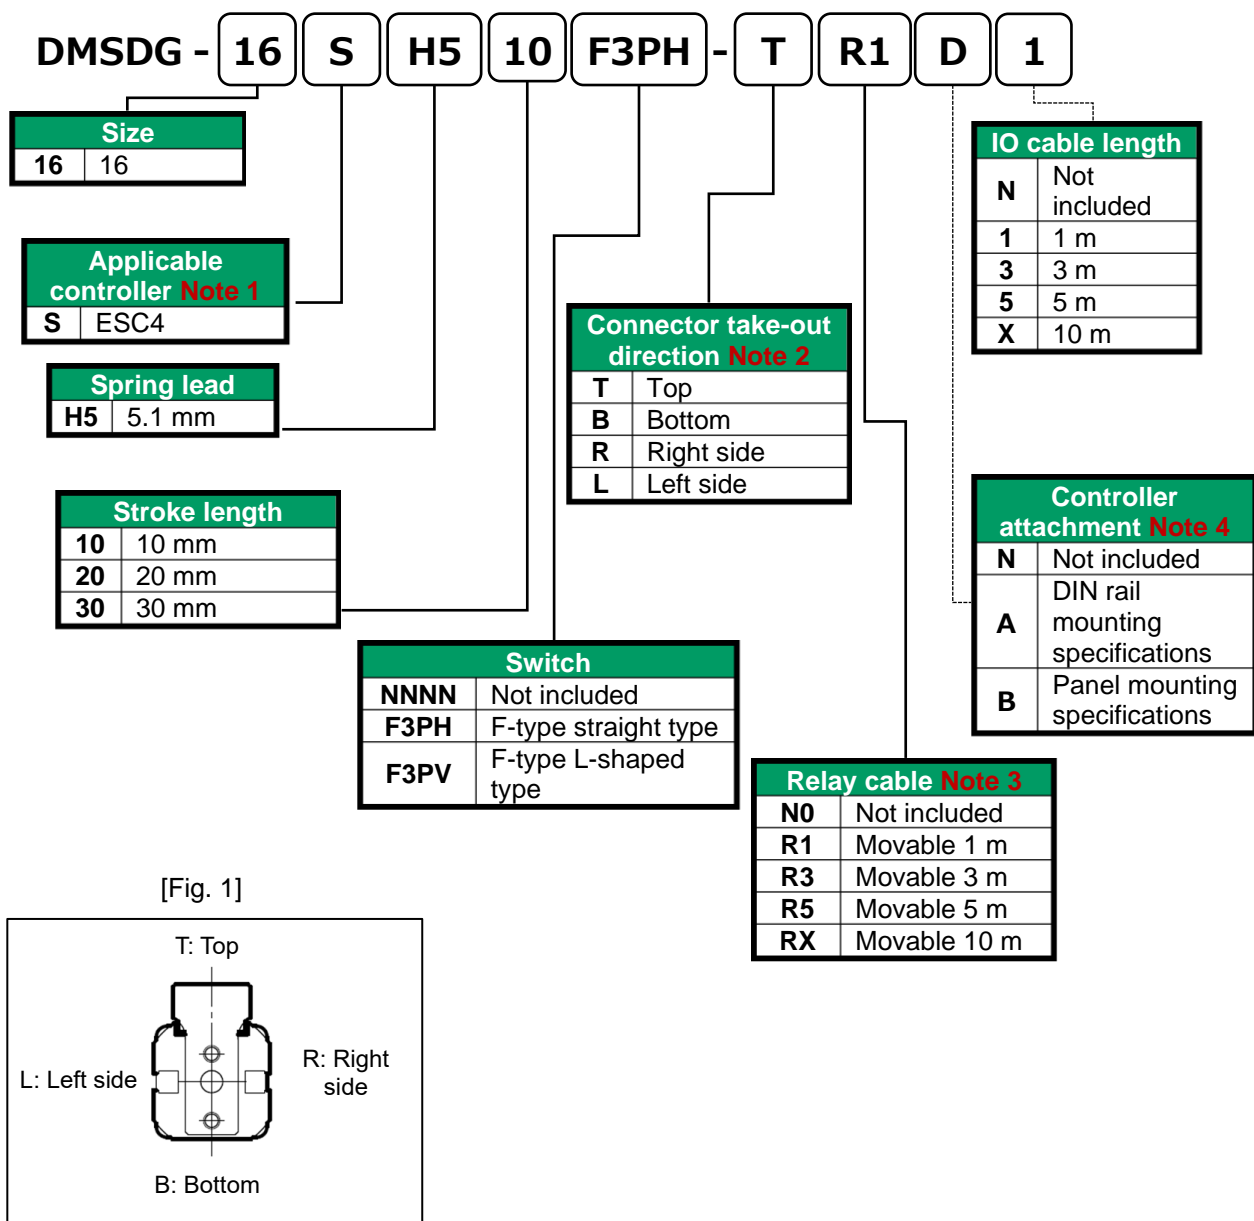 DMSDG - 16 S H5 10 F3PH - T R1 D 1
Size
16 16
Applicable
controller Note 1
S ESC4
Spring lead
H5 5.1 mm
Stroke length
10 10 mm
20 20 mm
30 30 mm
Switch
NNNN Not included
F3PH F-type straight type
F3PV F-type L-shaped
type
Connector take-out
direction Note 2
T Top
B Bottom
R Right side
L Left side
Relay cable Note 3
N0 Not included
R1 Movable 1 m
R3 Movable 3 m
R5 Movable 5 m
RX Movable 10 m
Controller
attachment Note 4
N Not included
A DIN rail
mounting
specifications
B Panel mounting
specifications
IO cable length
N Not
included
1 1 m
3 3 m
5 5 m
X 10 m
[Fig. 1]
T: Top
L: Left side
R: Right
side
B: Bottom